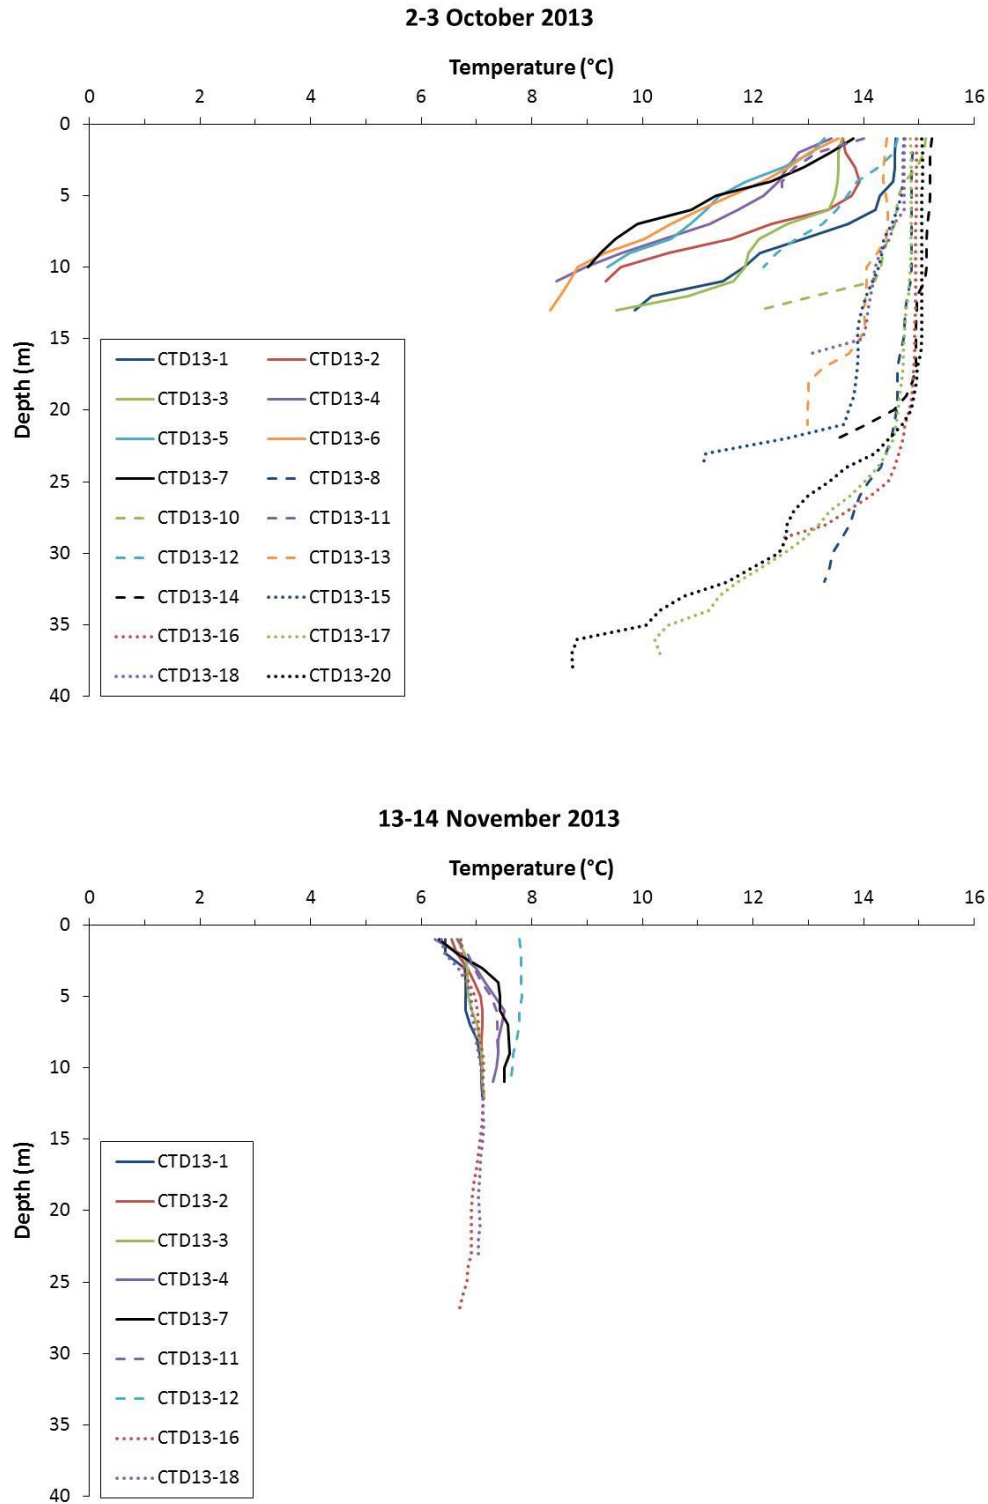 2-3 October 2013
Temperature (°C)
0 2 4 6 8 10 12 14 16
0
5
10
15
20
25
30
35
40
Depth (m)
CTD13-1 CTD13-2
CTD13-3 CTD13-4
CTD13-5 CTD13-6
CTD13-7 CTD13-8
CTD13-10 CTD13-11
CTD13-12 CTD13-13
CTD13-14 CTD13-15
CTD13-16 CTD13-17
CTD13-18 CTD13-20
13-14 November 2013
Temperature (°C)
0 2 4 6 8 10 12 14 16
0
5
10
15
20
25
30
35
40
Depth (m)
CTD13-1
CTD13-2
CTD13-3
CTD13-4
CTD13-7
CTD13-11
CTD13-12
CTD13-16
CTD13-18